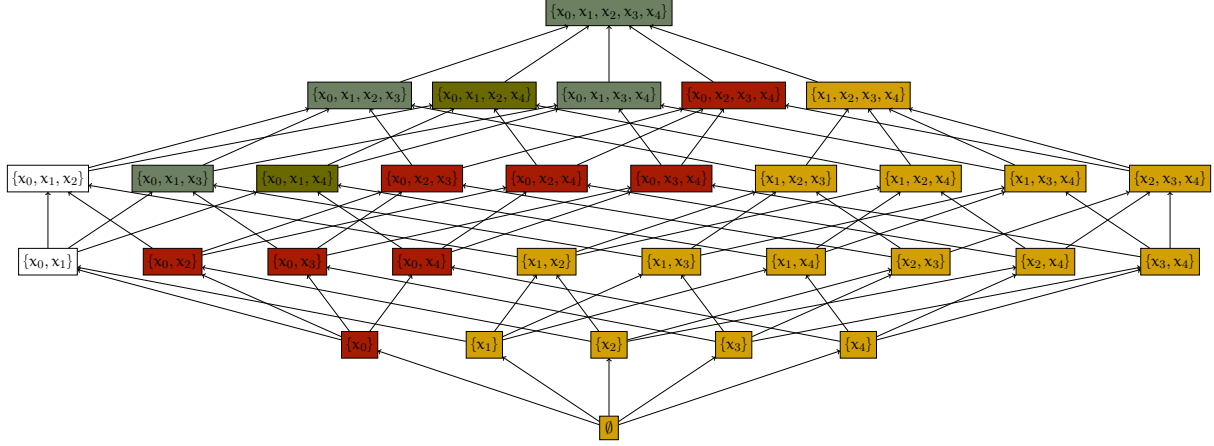 {x₀, x₁, x₂, x₃, x₄}
{x₀, x₁, x₂, x₃} {x₀, x₁, x₂, x₄} {x₀, x₁, x₃, x₄} {x₀, x₂, x₃, x₄} {x₁, x₂, x₃, x₄}
{x₀, x₁, x₂} {x₀, x₁, x₃} {x₀, x₁, x₄} {x₀, x₂, x₃} {x₀, x₂, x₄} {x₀, x₃, x₄} {x₁, x₂, x₃} {x₁, x₂, x₄} {x₁, x₃, x₄} {x₂, x₃, x₄}
{x₀, x₁} {x₀, x₂} {x₀, x₃} {x₀, x₄} {x₁, x₂} {x₁, x₃} {x₁, x₄} {x₂, x₃} {x₂, x₄} {x₃, x₄}
{x₀} {x₁} {x₂} {x₃} {x₄}
∅